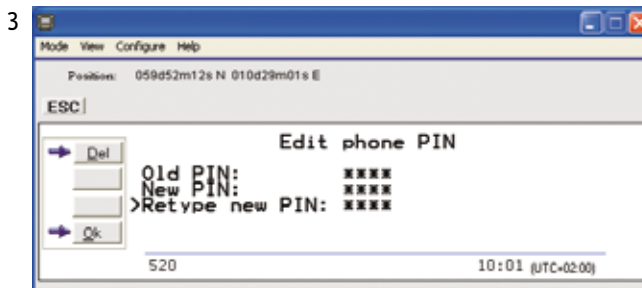 3
Mode View Configure Help
Position: 059d52m12s N 010d29m01s E
ESC
Edit phone PIN
Del
Old PIN: ****
New PIN: ****
>Retype new PIN: ****
Ok
520 10:01 (UTC+02:00)